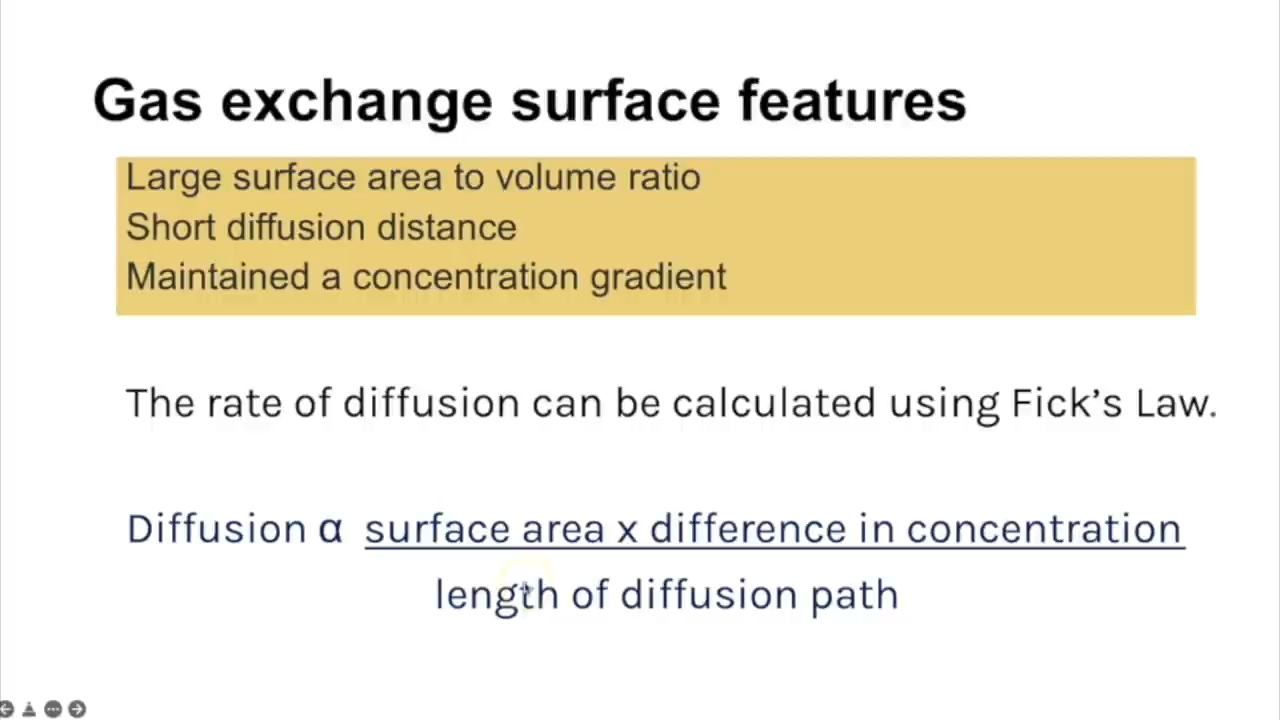 Gas exchange surface features
Large surface area to volume ratio
Short diffusion distance
Maintained a concentration gradient
The rate of diffusion can be calculated using Fick’s Law.
Diffusion α surface area x difference in concentration
length of diffusion path